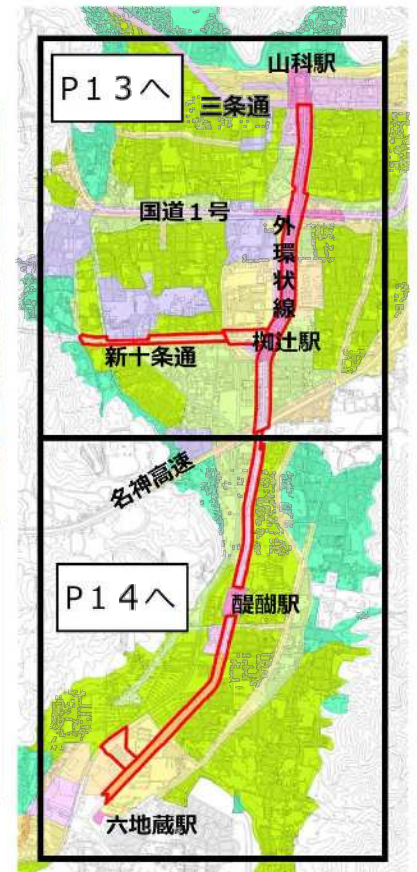 山科駅
P13へ
三条通
国道1号
外環状線
椥辻駅
新十条通
名神高速
P14へ
醍醐駅
六地蔵駅